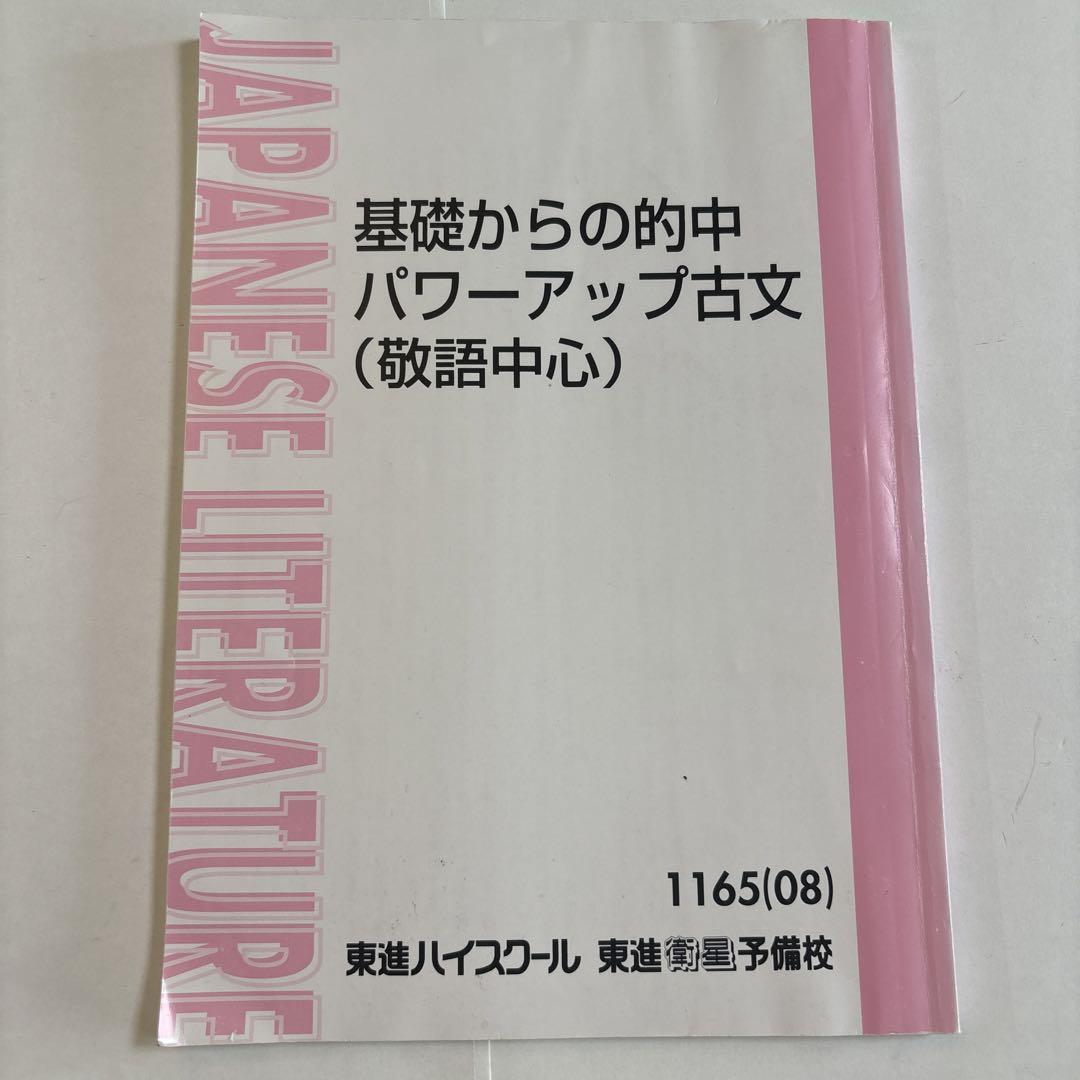 JAPANESE LITERATURE
基礎からの的中
パワーアップ古文
(敬語中心)
1165(08)
東進ハイスクール 東進衛星予備校